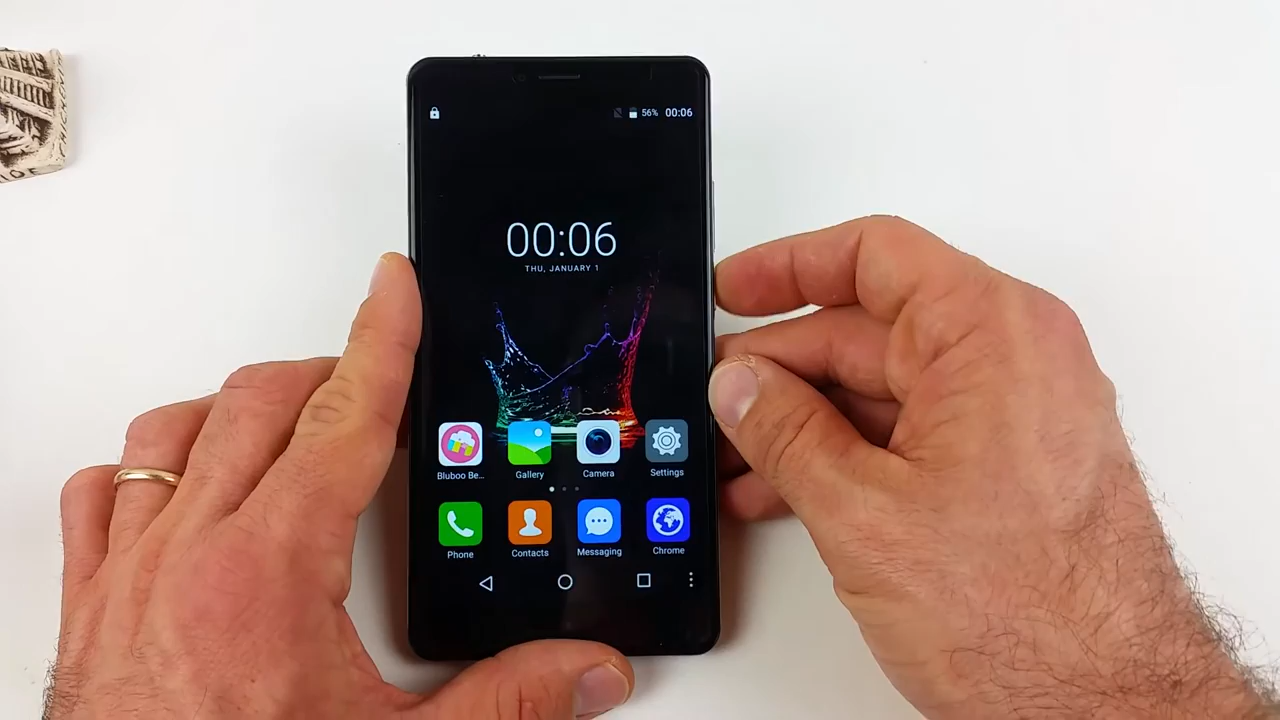 56% 00:06
00:06
THU, JANUARY 1
Bluboo Be... Gallery Camera Settings
Phone Contacts Messaging Chrome